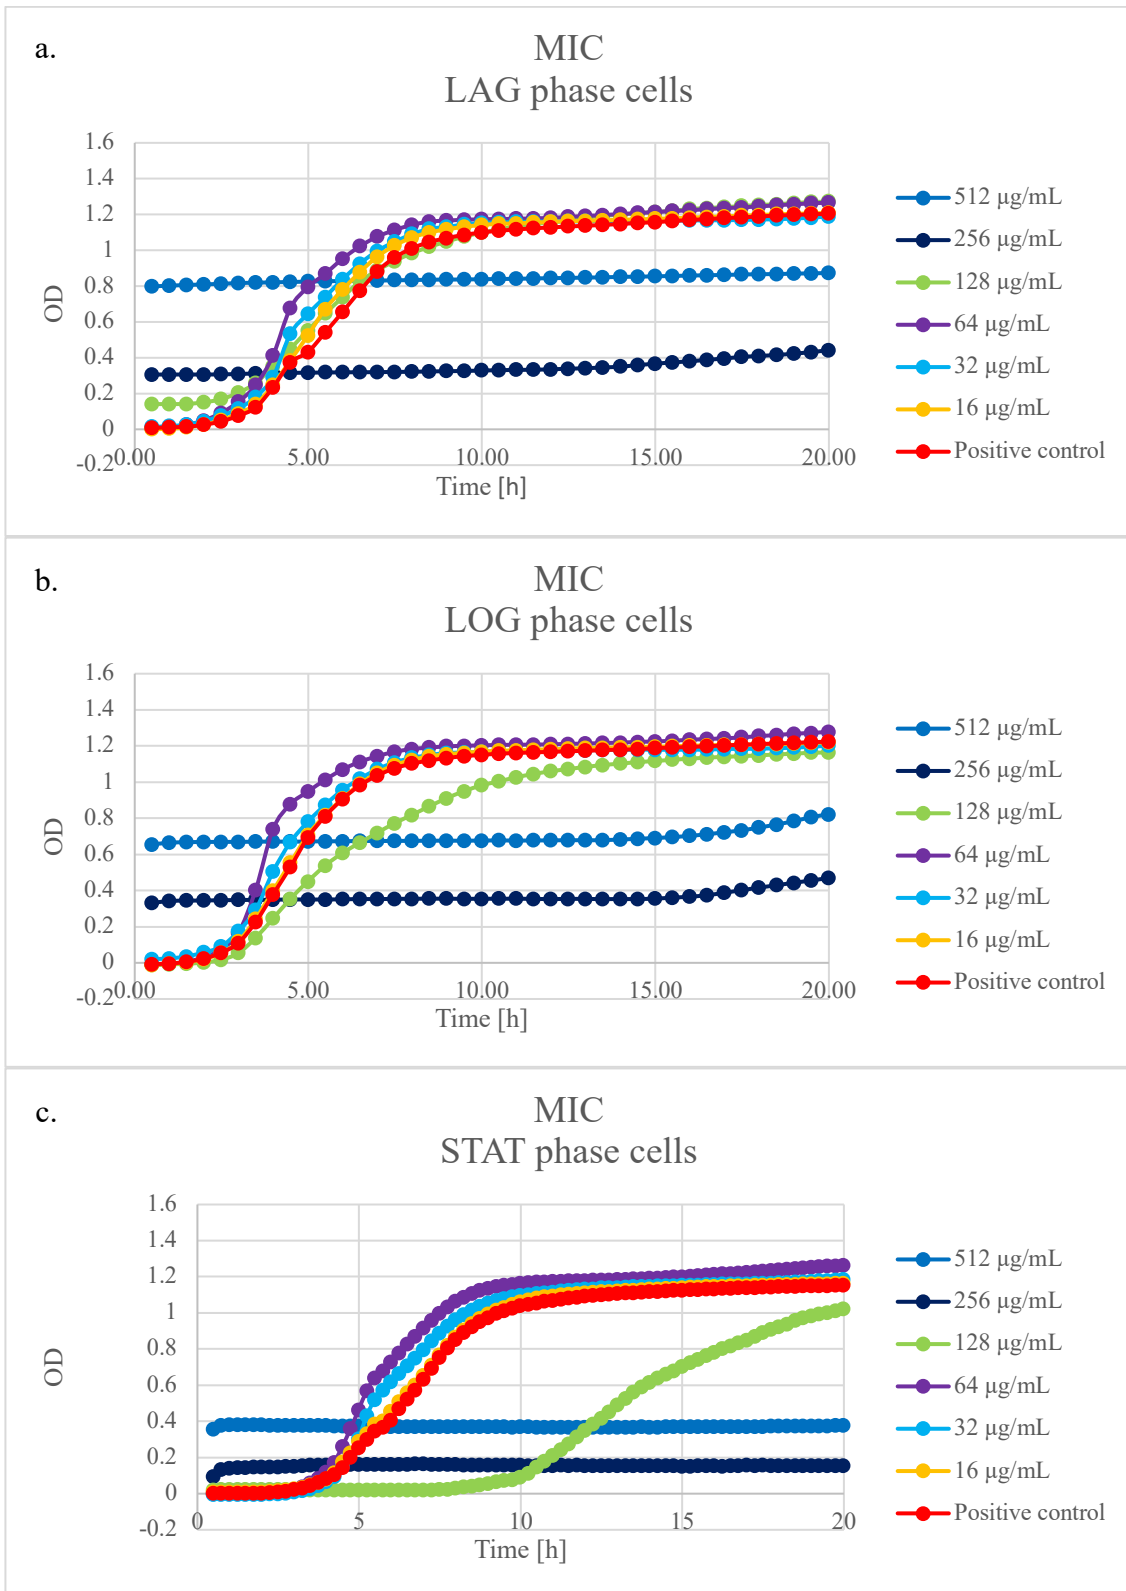 a.
MIC
LAG phase cells
1.6
1.4
1.2
1
0.8
0.6
0.4
0.2
0
-0.2
OD
0.00
5.00
10.00
15.00
20.00
Time [h]
512 µg/mL
256 µg/mL
128 µg/mL
64 µg/mL
32 µg/mL
16 µg/mL
Positive control
b.
MIC
LOG phase cells
1.6
1.4
1.2
1
0.8
0.6
0.4
0.2
0
-0.2
OD
0.00
5.00
10.00
15.00
20.00
Time [h]
512 µg/mL
256 µg/mL
128 µg/mL
64 µg/mL
32 µg/mL
16 µg/mL
Positive control
c.
MIC
STAT phase cells
1.6
1.4
1.2
1
0.8
0.6
0.4
0.2
0
-0.2
OD
0
5
10
15
20
Time [h]
512 µg/mL
256 µg/mL
128 µg/mL
64 µg/mL
32 µg/mL
16 µg/mL
Positive control